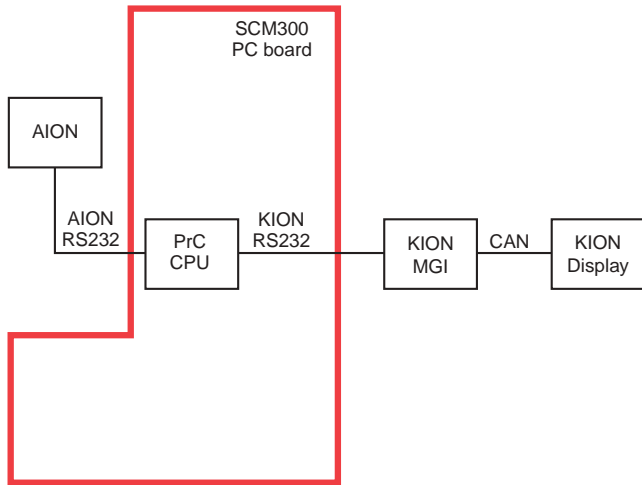 SCM300
PC board
AION
AION
RS232
PrC
CPU
KION
RS232
KION
MGI
CAN
KION
Display